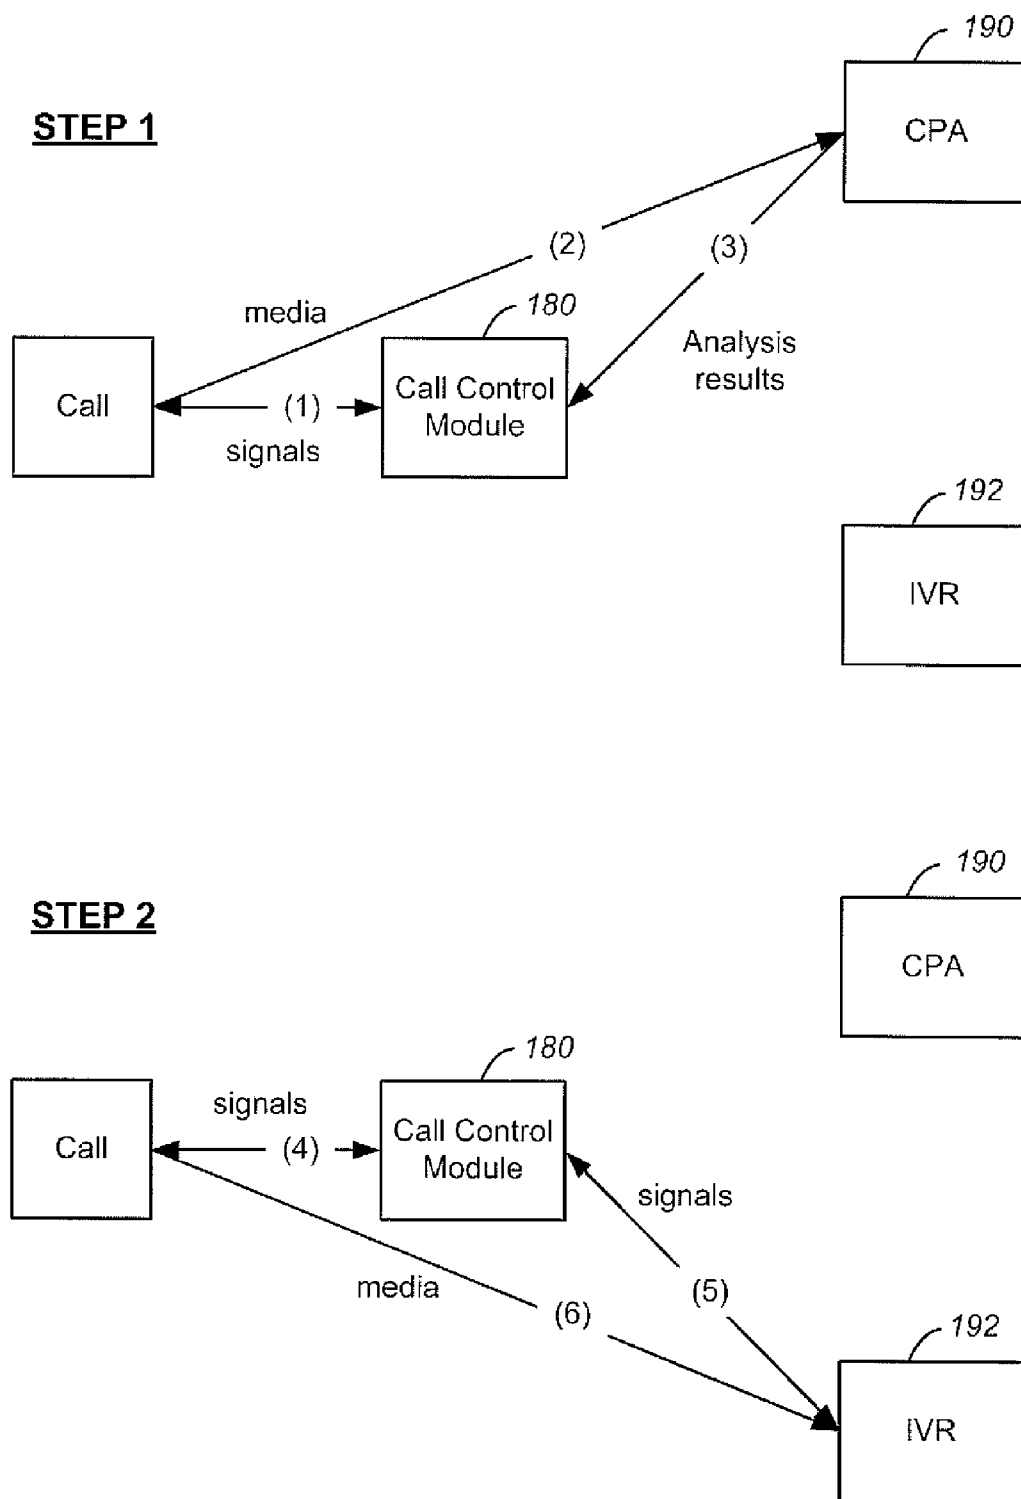 190
STEP 1
CPA
(2)
(3)
media
180
Analysis
results
Call
(1)
Call Control
Module
signals
192
IVR
190
STEP 2
CPA
180
signals
Call
(4)
Call Control
Module
signals
media
(6)
(5)
192
IVR